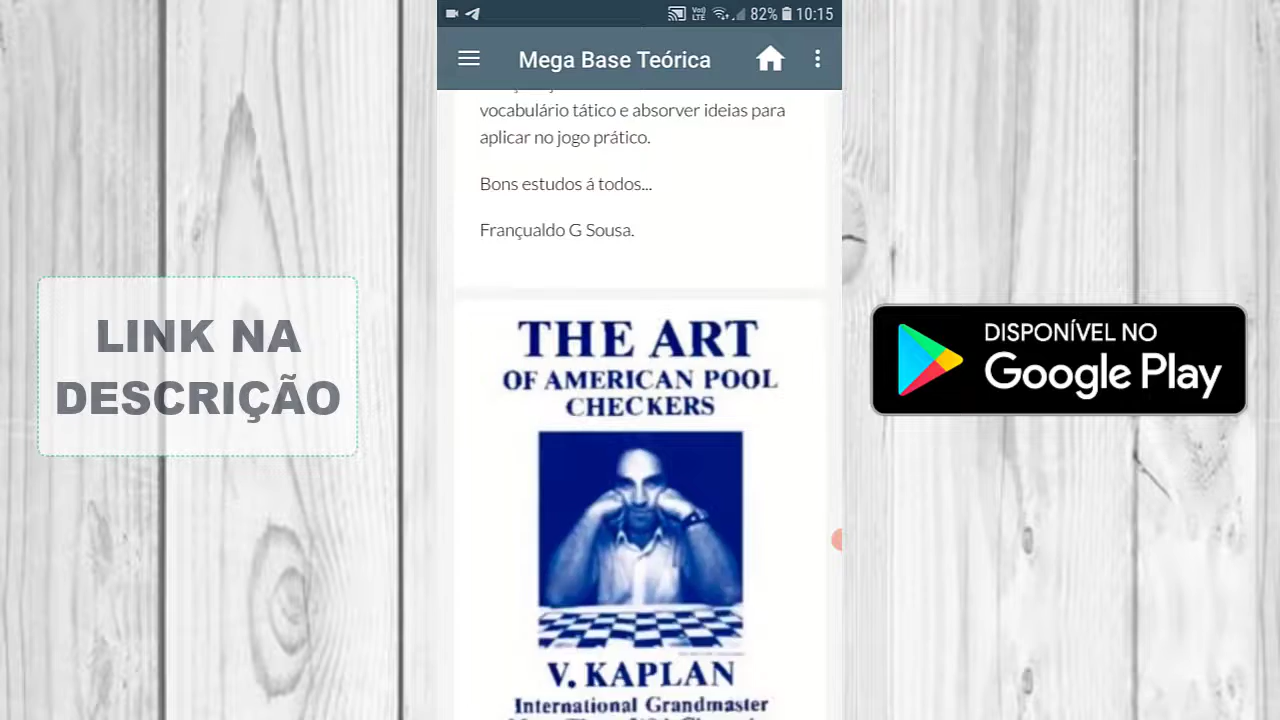 82% 10:15
Mega Base Teórica
vocabulário tático e absorver ideias para
aplicar no jogo prático.
Bons estudos á todos...
Françualdo G Sousa.
LINK NA
DESCRIÇÃO
THE ART
OF AMERICAN POOL
CHECKERS
V. KAPLAN
International Grandmaster
DISPONÍVEL NO
Google Play